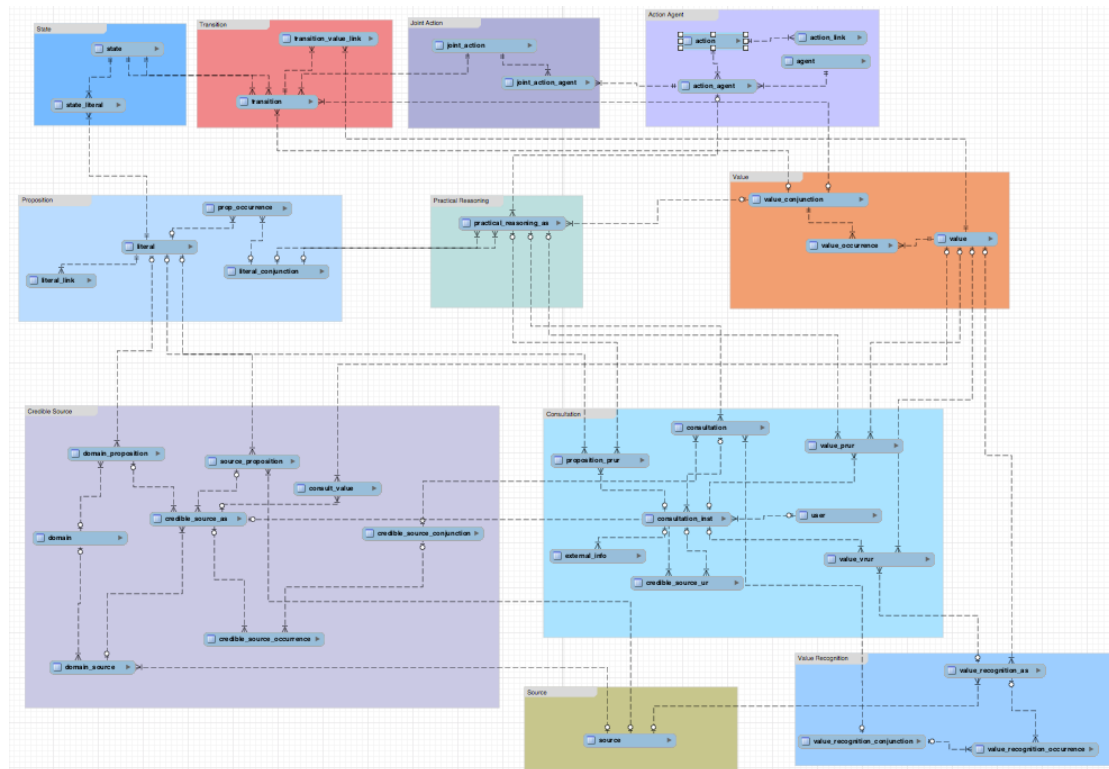 State
Transition
Joint Action
Action Agent
state
transition_value_link
joint_action
action
action_link
agent
joint_action_agent
action_agent
state_literal
transition
Proposition
Practical Reasoning
Value
prop_occurrence
practical_reasoning_as
value_conjunction
literal
value_occurrence
value
literal_conjunction
literal_link
Credible Source
Consultation
domain_proposition
source_proposition
consult_value
credible_source_as
domain
credible_source_conjunction
credible_source_occurrence
domain_source
consultation
value_prur
proposition_prur
consultation_inst
user
external_info
value_vrur
credible_source_ur
Value Recognition
value_recognition_as
Source
source
value_recognition_conjunction
value_recognition_occurrence